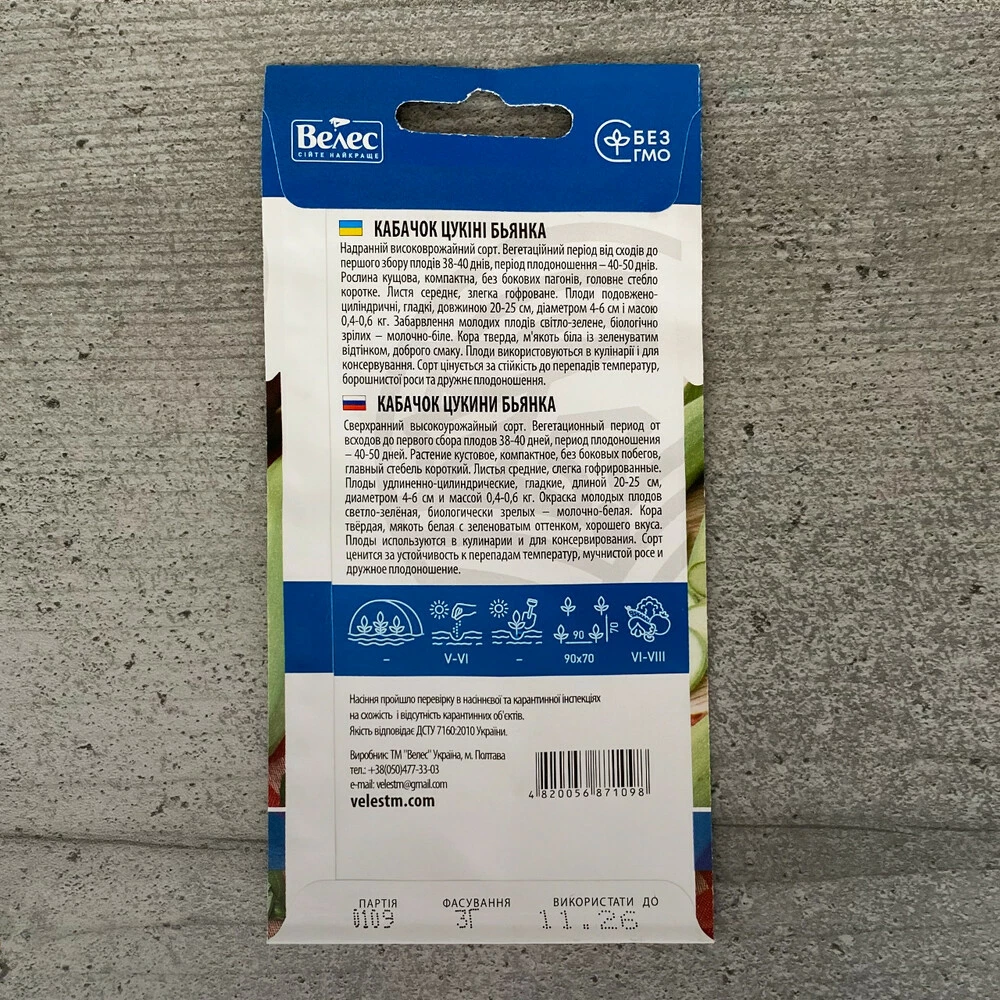 Велес
СІЙТЕ НАЙКРАЩЕ
БЕЗ
ГМО
КАБАЧОК ЦУКІНІ БЬЯНКА
Надранній високоврожайний сорт. Вегетаційний період від сходів до
першого збору плодів 38-40 днів, період плодоношення – 40-50 днів.
Рослина кущова, компактна, без бокових пагонів, головне стебло
коротке. Листя середнє, злегка гофроване. Плоди подовжено-
циліндричні, гладкі, довжиною 20-25 см, діаметром 4-6 см і масою
0,4-0,6 кг. Забарвлення молодих плодів світло-зелене, біологічно
зрілих – молочно-біле. Кора тверда, м'якоть біла із зеленуватим
відтінком, доброго смаку. Плоди використовуються в кулінарії і для
консервування. Сорт цінується за стійкість до перепадів температур,
борошнистої роси та дружнє плодоношення.
КАБАЧОК ЦУКИНИ БЬЯНКА
Сверхранний высокоурожайный сорт. Вегетационный период от
всходов до первого сбора плодов 38-40 дней, период плодоношения
– 40-50 дней. Растение кустовое, компактное, без боковых побегов,
главный стебель короткий. Листья средние, слегка гофрированные.
Плоды удлиненно-цилиндрические, гладкие, длиной 20-25 см,
диаметром 4-6 см и массой 0,4-0,6 кг. Окраска молодых плодов
светло-зелёная, биологически зрелых – молочно-белая. Кора
твёрдая, мякоть белая с зеленоватым оттенком, хорошего вкуса.
Плоды используются в кулинарии и для консервирования. Сорт
ценится за устойчивость к перепадам температур, мучнистой росе и
дружное плодоношение.
90
70
– V-VI – 90x70 VI-VIII
Насіння пройшло перевірку в насіннєвої та карантинної інспекціях
на схожість і відсутність карантинних об'єктів.
Якість відповідає ДСТУ 7160:2010 України.
Виробник: ТМ "Велес" Україна, м. Полтава
тел.: +38(050)477-33-03
e-mail: velestm@gmail.com
velestm.com
4 820056 871098
ПАРТІЯ ФАСУВАННЯ ВИКОРИСТАТИ ДО
0109 3Г 11.26